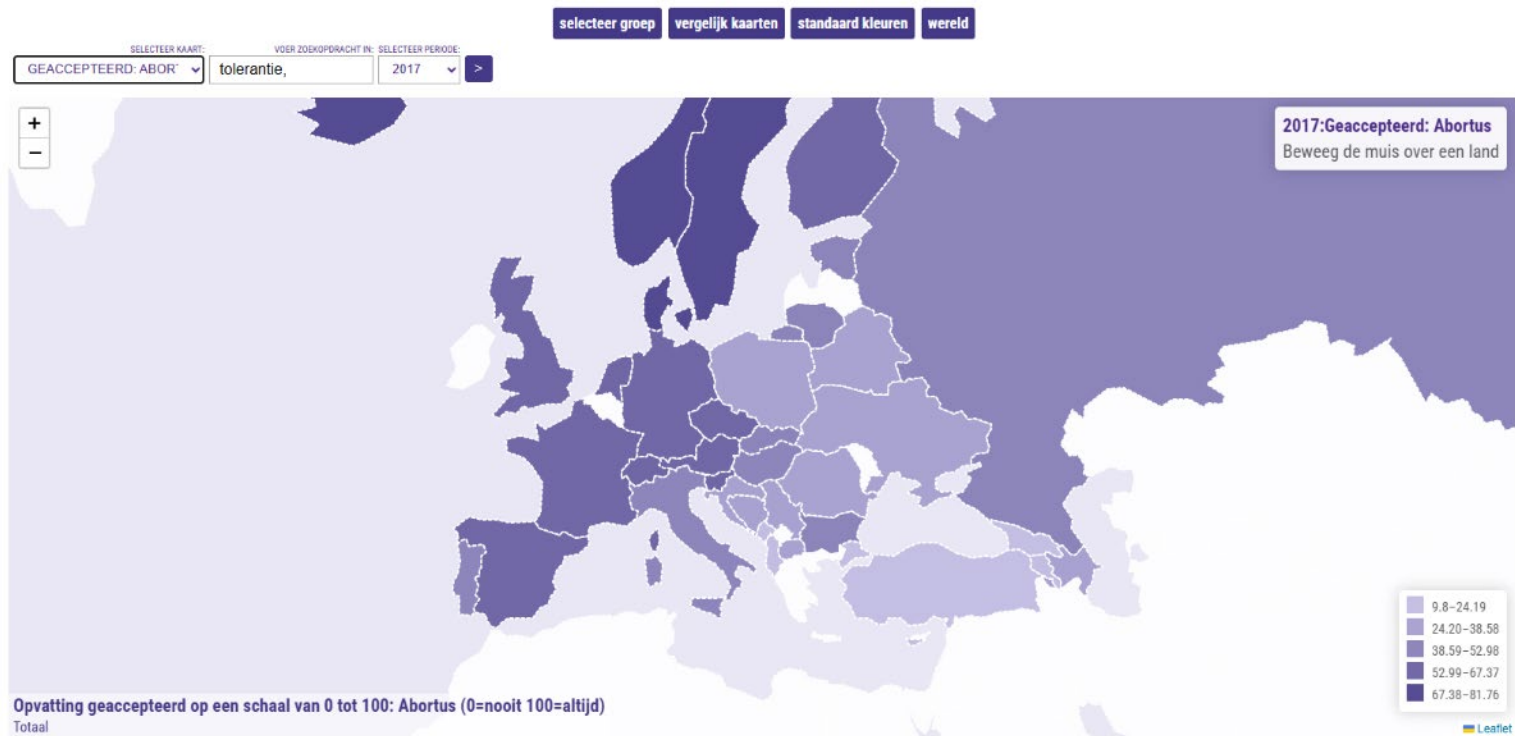 selecteer groep vergelijk kaarten standaard kleuren wereld
SELECTEER KAART: VOER ZOEKOPDRACHT IN: SELECTEER PERIODE:
GEACCEPTEERD: ABOR tolerantie, 2017 >
+
−
2017:Geaccepteerd: Abortus
Beweeg de muis over een land
9.8–24.19
24.20–38.58
38.59–52.98
52.99–67.37
67.38–81.76
Opvatting geaccepteerd op een schaal van 0 tot 100: Abortus (0=nooit 100=altijd)
Totaal
Leaflet